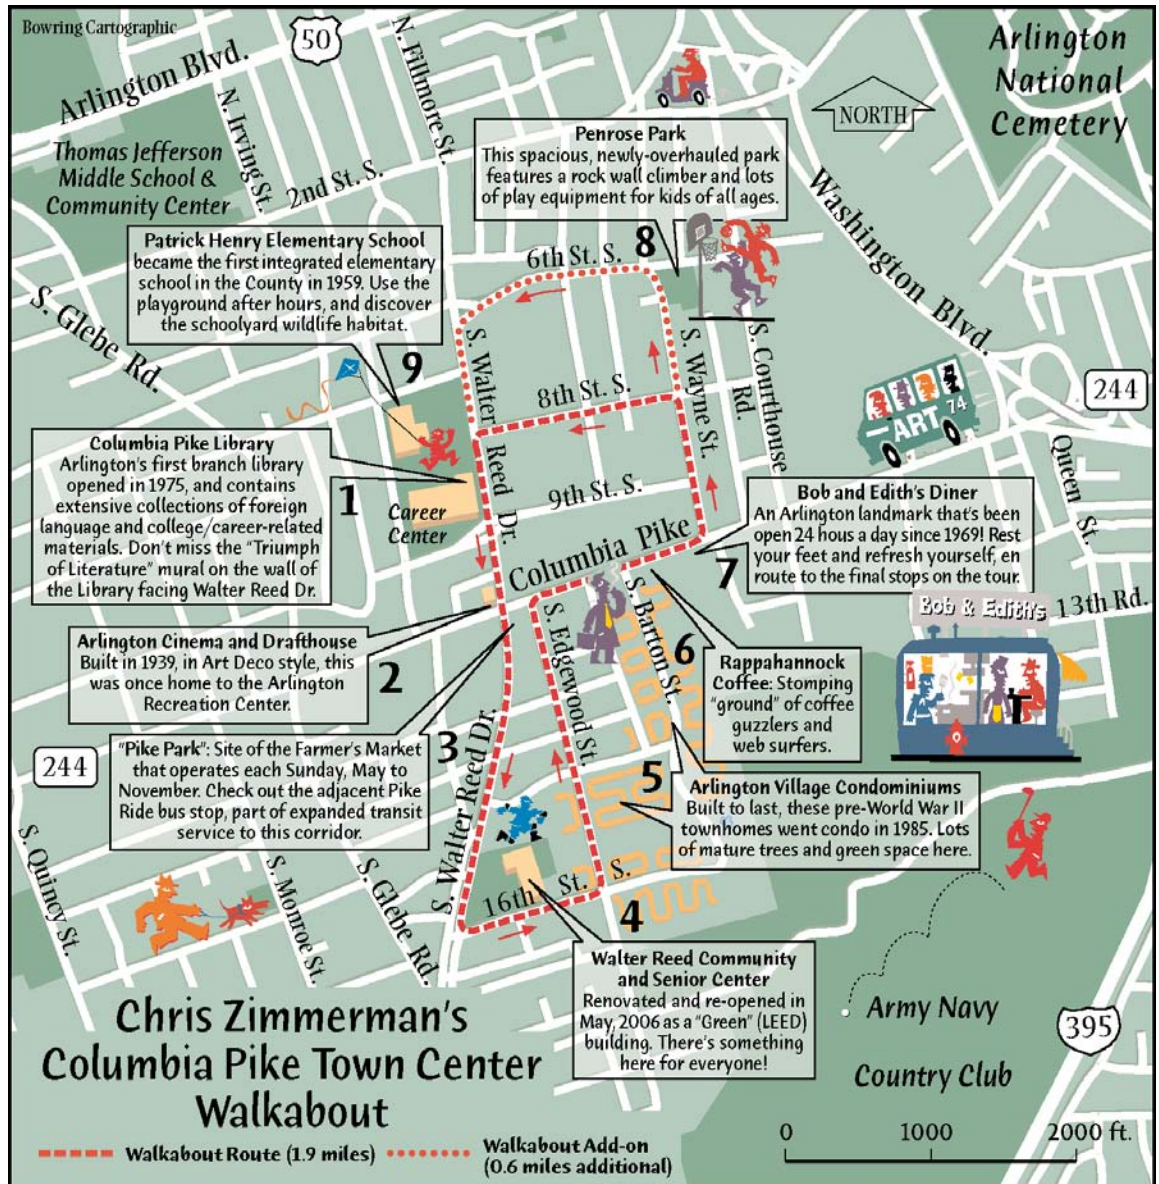 Bowring Cartographic
50
Arlington Blvd.
N. Irving St.
N. Fillmore St.
2nd St. S.
Thomas Jefferson
Middle School &
Community Center
Arlington
National
Cemetery
NORTH
Washington Blvd.
Penrose Park
This spacious, newly-overhauled park
features a rock wall climber and lots
of play equipment for kids of all ages.
8
6th St. S.
Patrick Henry Elementary School
became the first integrated elementary
school in the County in 1959. Use the
playground after hours, and discover
the schoolyard wildlife habitat.
9
S. Glebe Rd.
S. Walter
Reed Dr.
8th St. S.
S. Wayne St.
S. Courthouse
Rd.
ART
74
244
Queen St.
Columbia Pike Library
Arlington's first branch library
opened in 1975, and contains
extensive collections of foreign
language and college/career-related
materials. Don't miss the "Triumph
of Literature" mural on the wall of
the Library facing Walter Reed Dr.
1
Career
Center
9th St. S.
Columbia Pike
Bob and Edith's Diner
An Arlington landmark that's been
open 24 hous a day since 1969! Rest
your feet and refresh yourself, en
route to the final stops on the tour.
7
13th Rd.
Bob & Edith's
Arlington Cinema and Drafthouse
Built in 1939, in Art Deco style, this
was once home to the Arlington
Recreation Center.
2
S. Edgewood St.
S. Barton St.
6
Rappahannock
Coffee: Stomping
"ground" of coffee
guzzlers and
web surfers.
"Pike Park": Site of the Farmer's Market
that operates each Sunday, May to
November. Check out the adjacent Pike
Ride bus stop, part of expanded transit
service to this corridor.
3
244
S. Walter Reed Dr.
5
Arlington Village Condominiums
Built to last, these pre-World War II
townhomes went condo in 1985. Lots
of mature trees and green space here.
S. Quincy St.
S. Monroe St.
S. Glebe Rd.
16th St. S.
4
Walter Reed Community
and Senior Center
Renovated and re-opened in
May, 2006 as a "Green" (LEED)
building. There's something
here for everyone!
Army Navy
Country Club
395
Chris Zimmerman's
Columbia Pike Town Center
Walkabout
Walkabout Route (1.9 miles)
Walkabout Add-on
(0.6 miles additional)
0 1000 2000 ft.